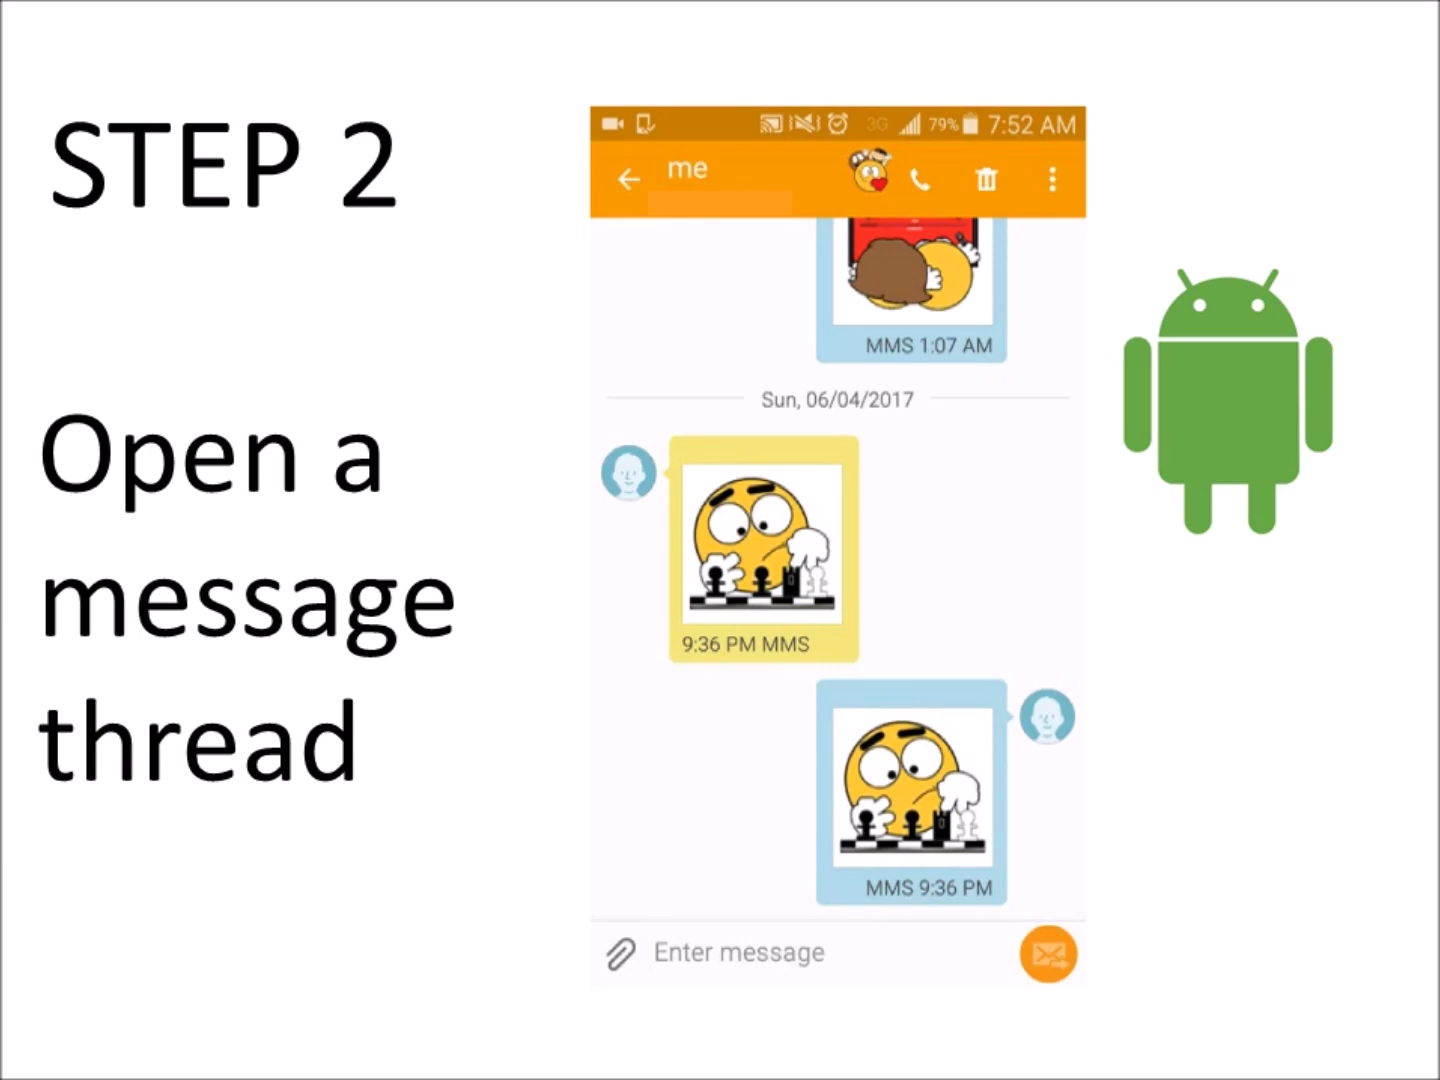 STEP 2
Open a
message
thread
3G 79% 7:52 AM
me
MMS 1:07 AM
Sun, 06/04/2017
9:36 PM MMS
MMS 9:36 PM
Enter message